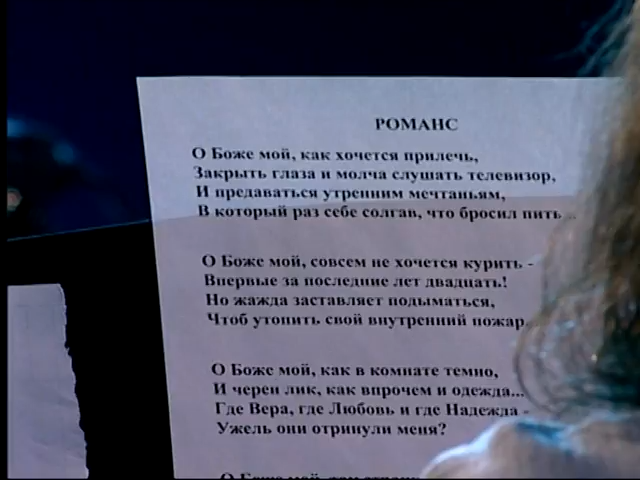 РОМАНС
О Боже мой, как хочется прилечь,
Закрыть глаза и молча слушать телевизор,
И предаваться утренним мечтаньям,
В который раз себе солгав, что бросил пить ..
О Боже мой, совсем не хочется курить -
Впервые за последние лет двадцать!
Но жажда заставляет подыматься,
Чтоб утопить свой внутренний пожар.
О Боже мой, как в комнате темно,
И черен лик, как впрочем и одежда...
Где Вера, где Любовь и где Надежда -
Ужель они отринули меня?
О Боже мой,